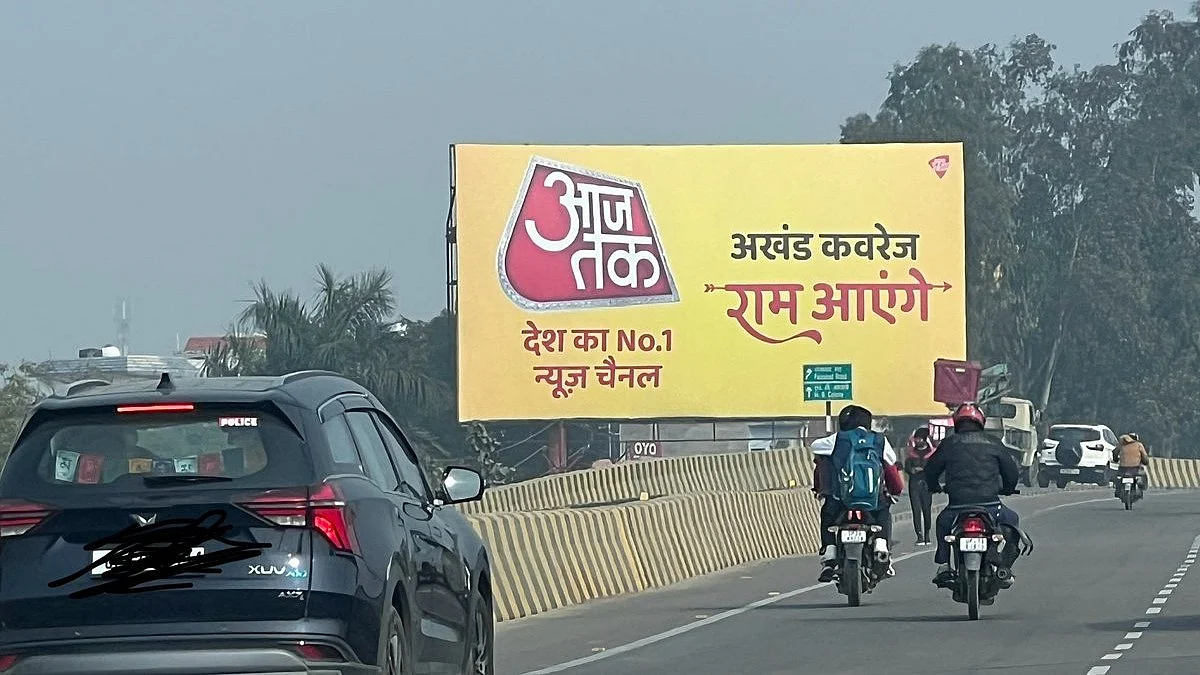 आज
तक
देश का No.1
न्यूज़ चैनल
अखंड कवरेज
राम आएंगे
OYO
POLICE
XUV